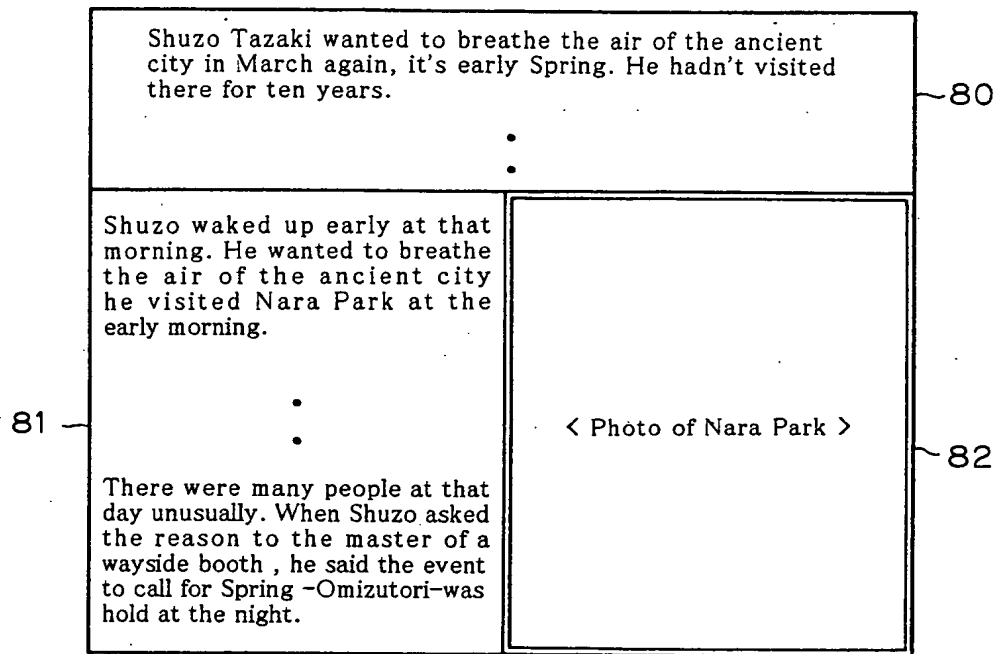 Shuzo Tazaki wanted to breathe the air of the ancient
city in March again, it's early Spring. He hadn't visited
there for ten years.
80
Shuzo waked up early at that
morning. He wanted to breathe
the air of the ancient city
he visited Nara Park at the
early morning.
81
There were many people at that
day unusually. When Shuzo asked
the reason to the master of a
wayside booth , he said the event
to call for Spring -Omizutori-was
hold at the night.
< Photo of Nara Park >
82